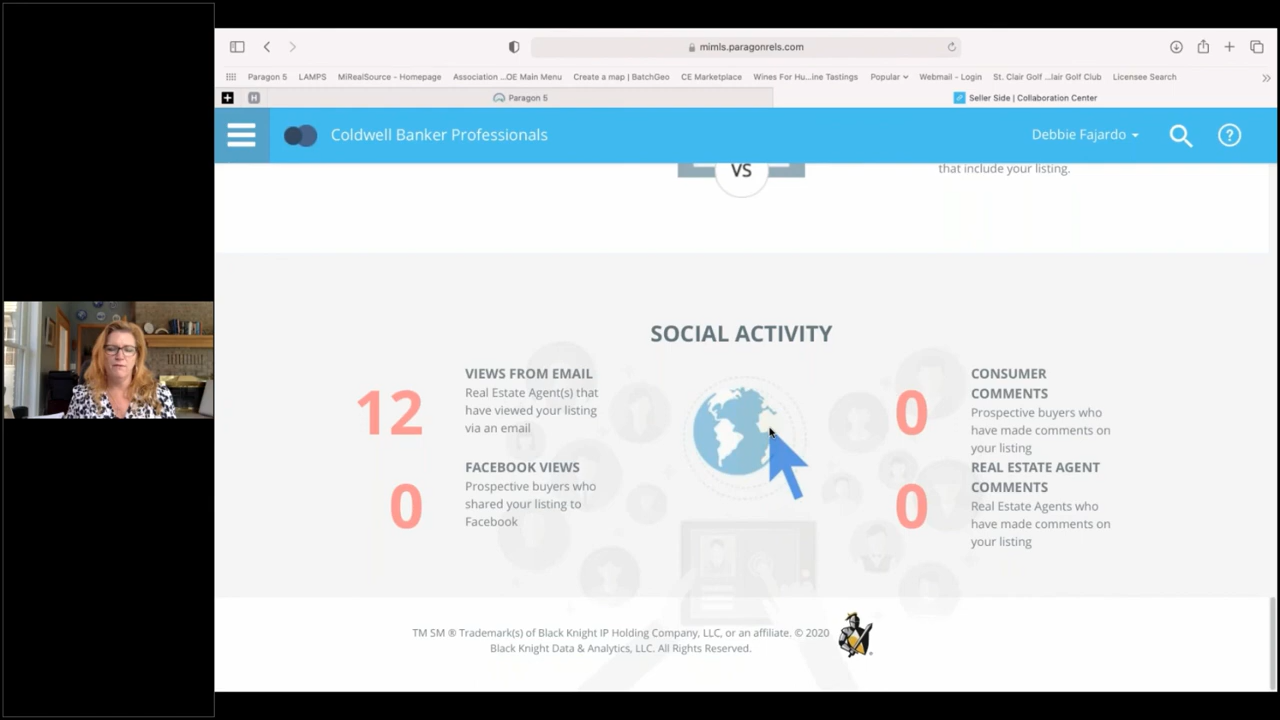 mimls.paragonrels.com
Paragon 5
LAMPS
MiRealSource - Homepage
Association ...OE Main Menu
Create a map | BatchGeo
CE Marketplace
Wines For Hu...ine Tastings
Popular
Webmail - Login
St. Clair Golf ...lair Golf Club
Licensee Search
H
Paragon 5
Seller Side | Collaboration Center
Coldwell Banker Professionals
Debbie Fajardo
?
VS
that include your listing.
SOCIAL ACTIVITY
12
VIEWS FROM EMAIL
Real Estate Agent(s) that
have viewed your listing
via an email
0
FACEBOOK VIEWS
Prospective buyers who
shared your listing to
Facebook
0
CONSUMER
COMMENTS
Prospective buyers who
have made comments on
your listing
0
REAL ESTATE AGENT
COMMENTS
Real Estate Agents who
have made comments on
your listing
TM SM ® Trademark(s) of Black Knight IP Holding Company, LLC, or an affiliate. © 2020
Black Knight Data & Analytics, LLC. All Rights Reserved.